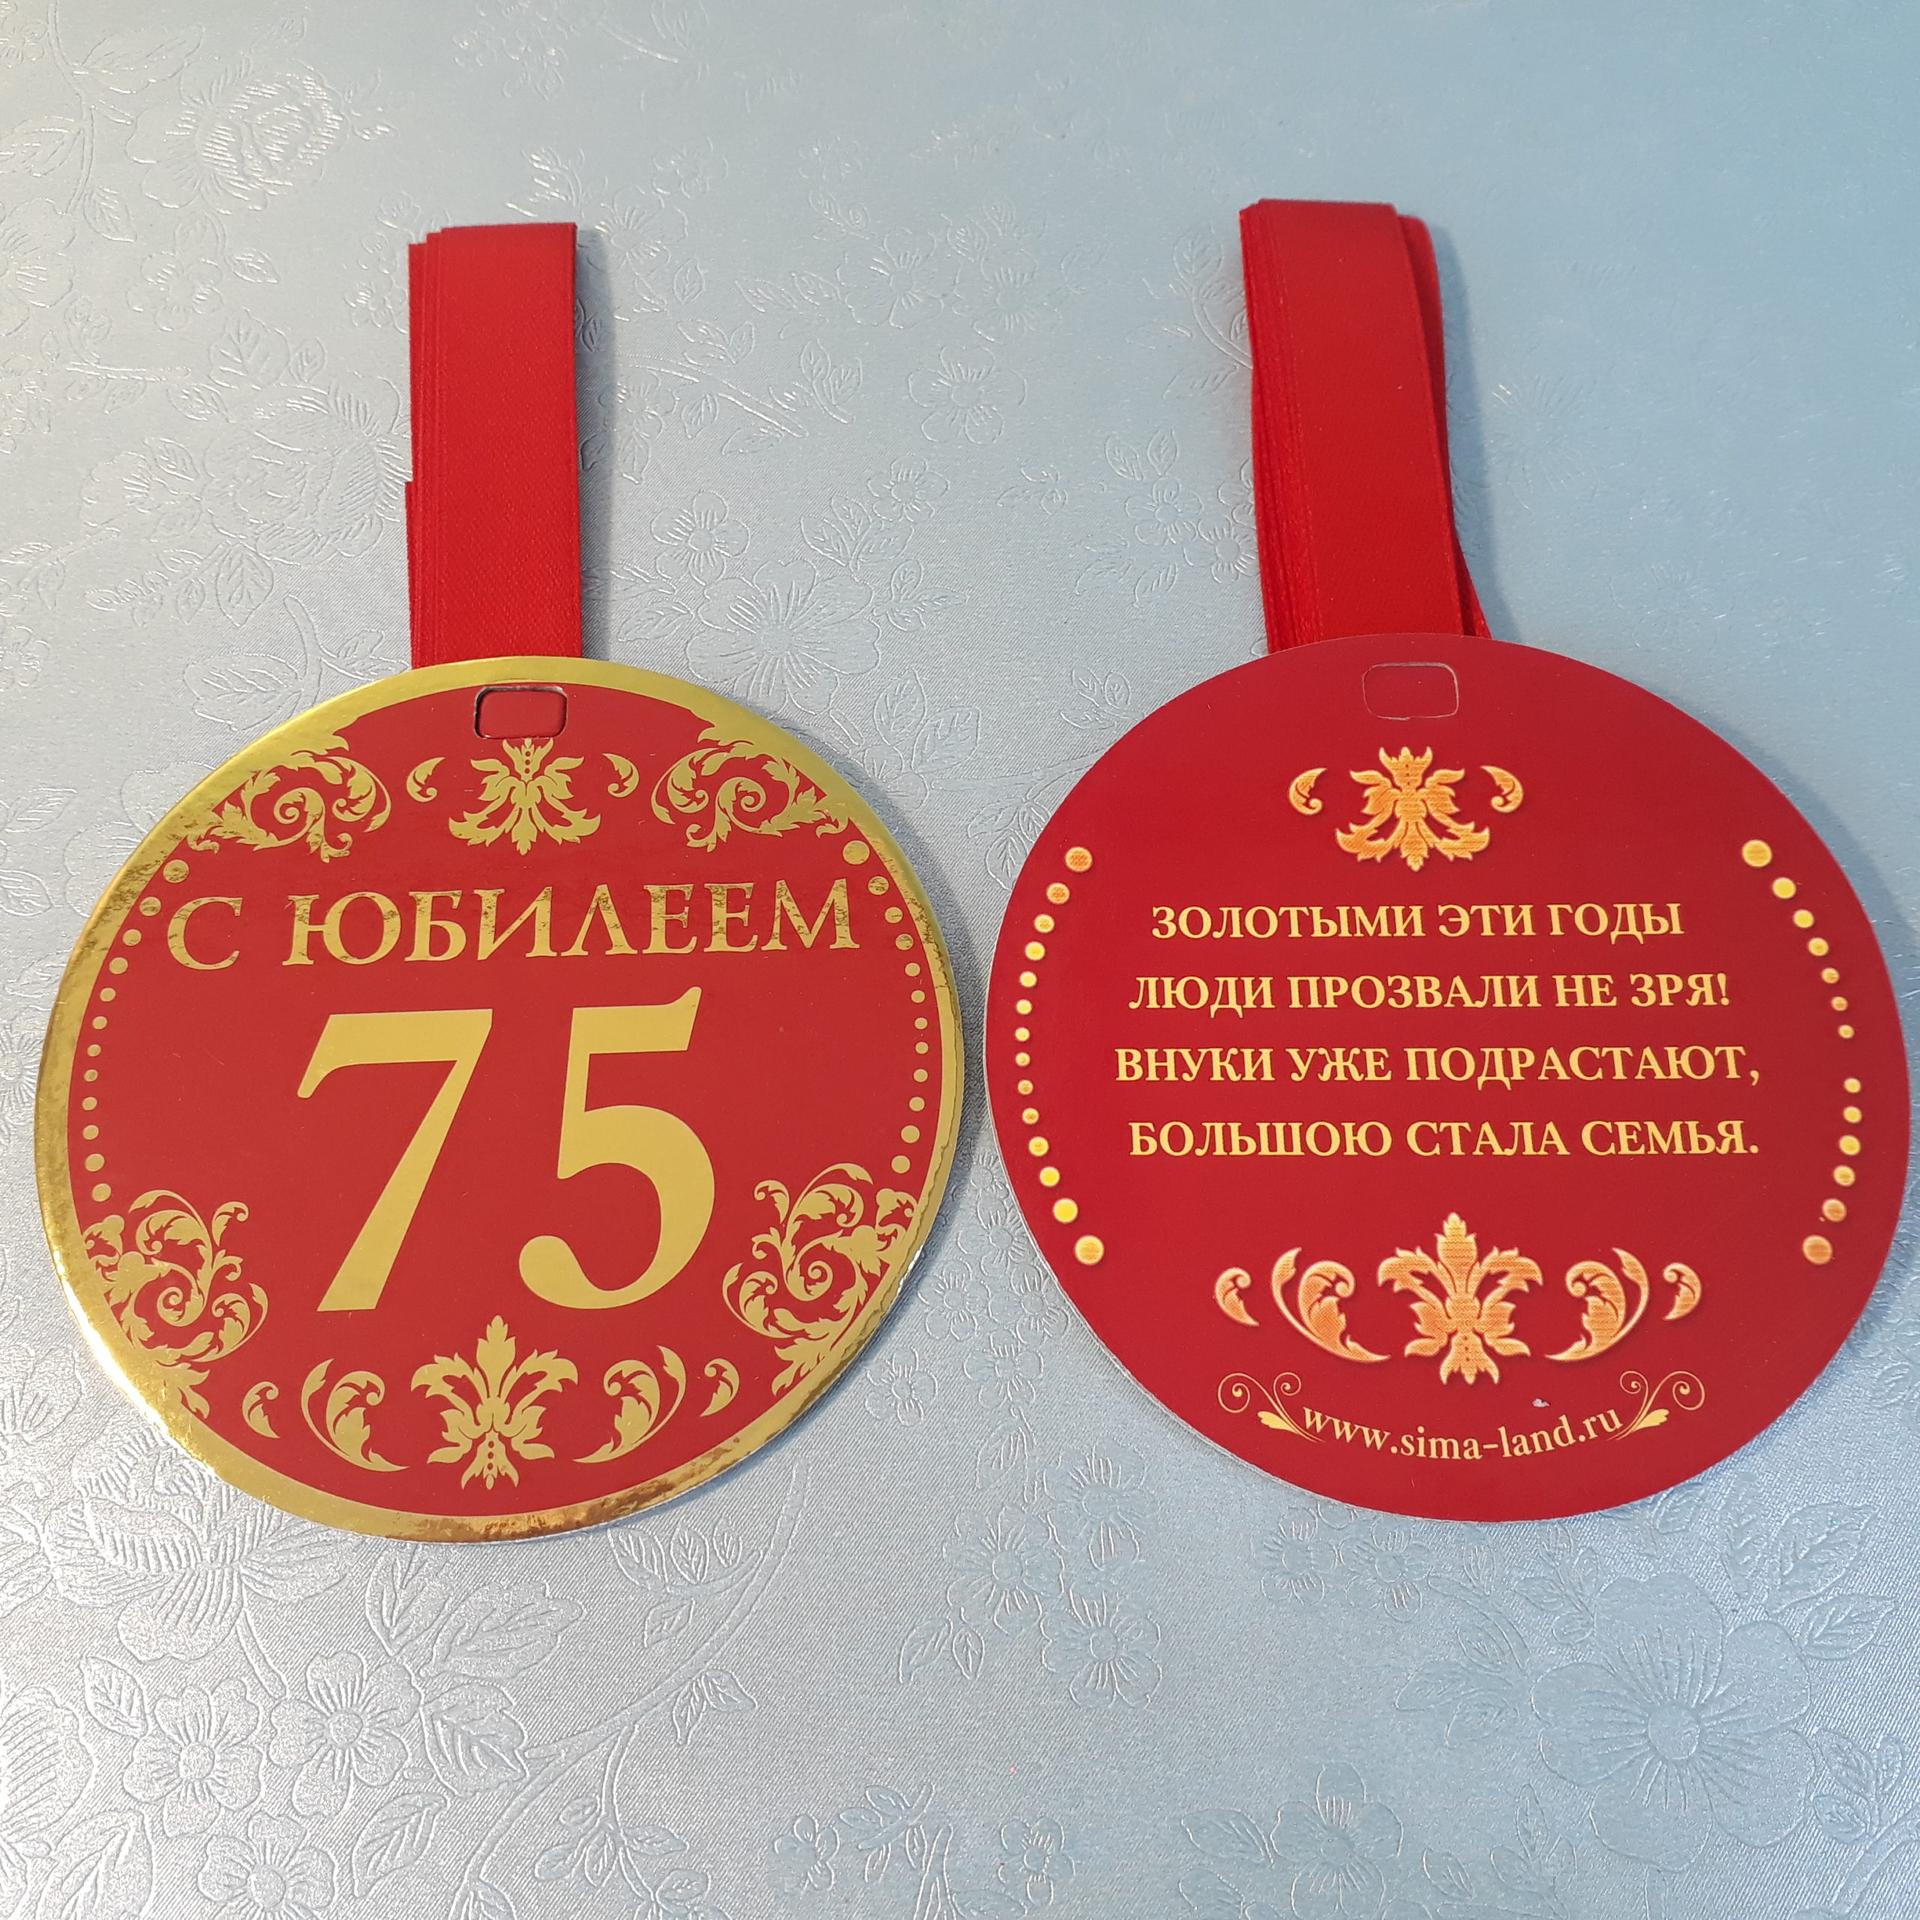 С ЮБИЛЕЕМ
75
ЗОЛОТЫМИ ЭТИ ГОДЫ
ЛЮДИ ПРОЗВАЛИ НЕ ЗРЯ!
ВНУКИ УЖЕ ПОДРАСТАЮТ,
БОЛЬШОЮ СТАЛА СЕМЬЯ.
www.sima-land.ru